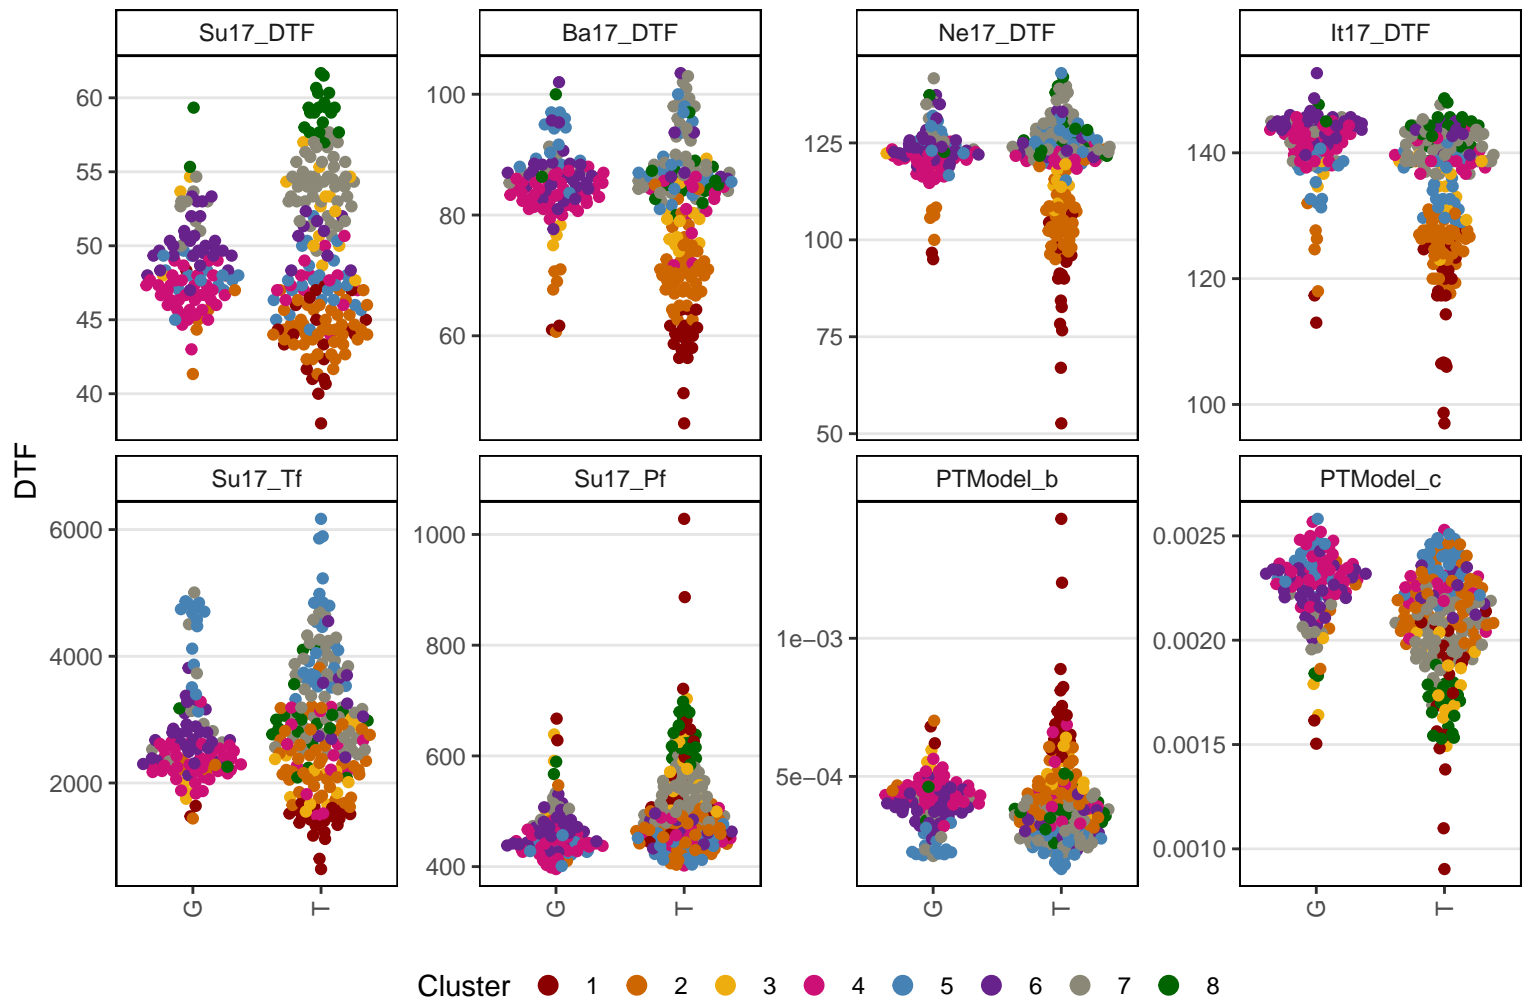 Su17_DTF Ba17_DTF Ne17_DTF It17_DTF
60 55 50 45 40
100 80 60
125 100 75 50
140 120 100
DTF
Su17_Tf Su17_Pf PTModel_b PTModel_c
6000 4000 2000
1000 800 600 400
1e−03 5e−04
0.0025 0.0020 0.0015 0.0010
G T G T G T G T
Cluster 1 2 3 4 5 6 7 8